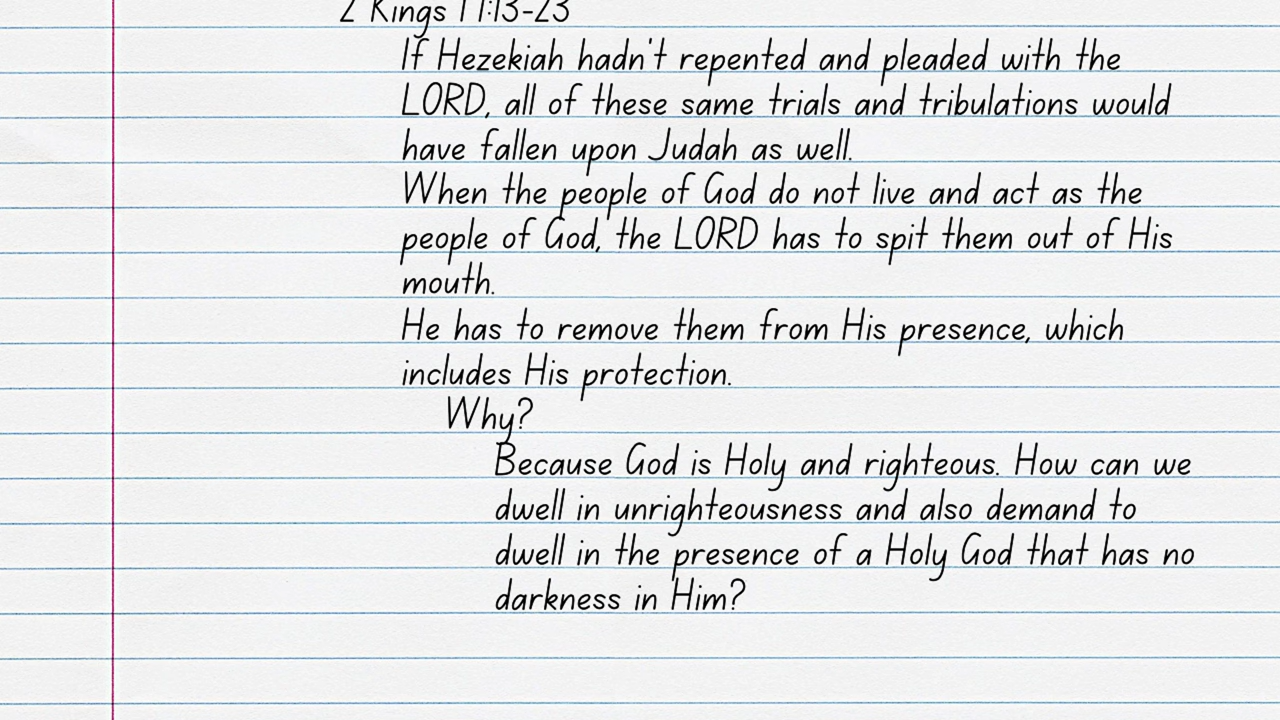 2 Kings 17:13-23
If Hezekiah hadn't repented and pleaded with the
LORD, all of these same trials and tribulations would
have fallen upon Judah as well.
When the people of God do not live and act as the
people of God, the LORD has to spit them out of His
mouth.
He has to remove them from His presence, which
includes His protection.
Why?
Because God is Holy and righteous. How can we
dwell in unrighteousness and also demand to
dwell in the presence of a Holy God that has no
darkness in Him?